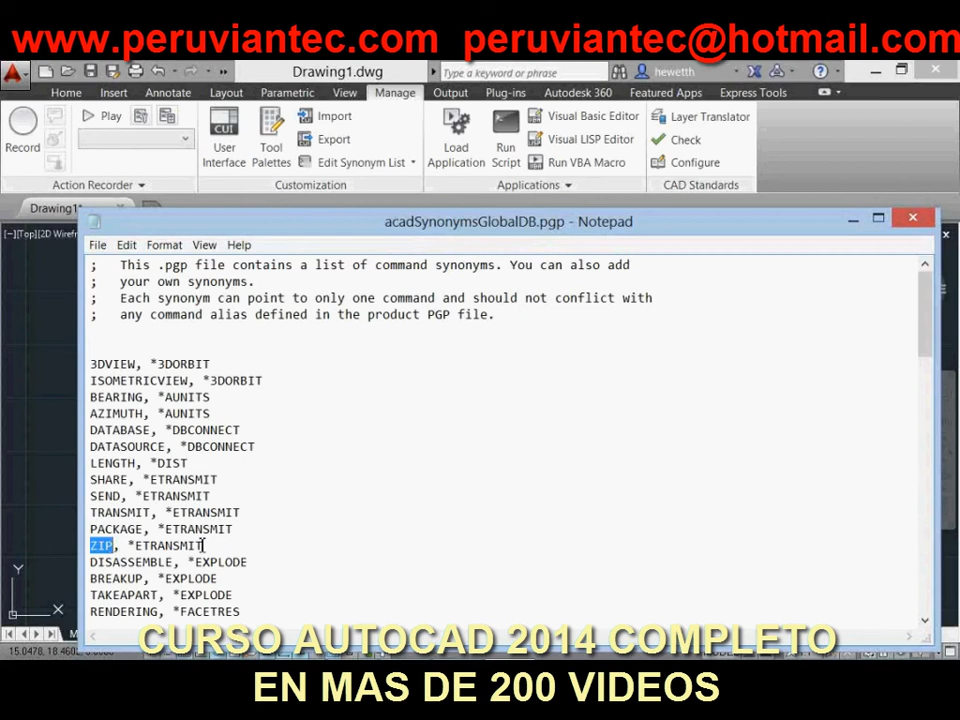 www.peruviantec.com peruviantec@hotmail.com
Drawing1.dwg Type a keyword or phrase hewetth
Home Insert Annotate Layout Parametric View Manage Output Plug-ins Autodesk 360 Featured Apps Express Tools
Play CUI Import Visual Basic Editor Layer Translator
Export Visual LISP Editor Check
Record User Interface Tool Palettes Edit Synonym List Load Application Run Script Run VBA Macro Configure
Action Recorder Customization Applications CAD Standards
Drawing1*
[−][Top][2D Wirefr
acadSynonymsGlobalDB.pgp - Notepad
File Edit Format View Help
; This .pgp file contains a list of command synonyms. You can also add
; your own synonyms.
; Each synonym can point to only one command and should not conflict with
; any command alias defined in the product PGP file.
3DVIEW, *3DORBIT
ISOMETRICVIEW, *3DORBIT
BEARING, *AUNITS
AZIMUTH, *AUNITS
DATABASE, *DBCONNECT
DATASOURCE, *DBCONNECT
LENGTH, *DIST
SHARE, *ETRANSMIT
SEND, *ETRANSMIT
TRANSMIT, *ETRANSMIT
PACKAGE, *ETRANSMIT
ZIP, *ETRANSMIT
DISASSEMBLE, *EXPLODE
BREAKUP, *EXPLODE
TAKEAPART, *EXPLODE
RENDERING, *FACETRES
Y
X
CURSO AUTOCAD 2014 COMPLETO
EN MAS DE 200 VIDEOS